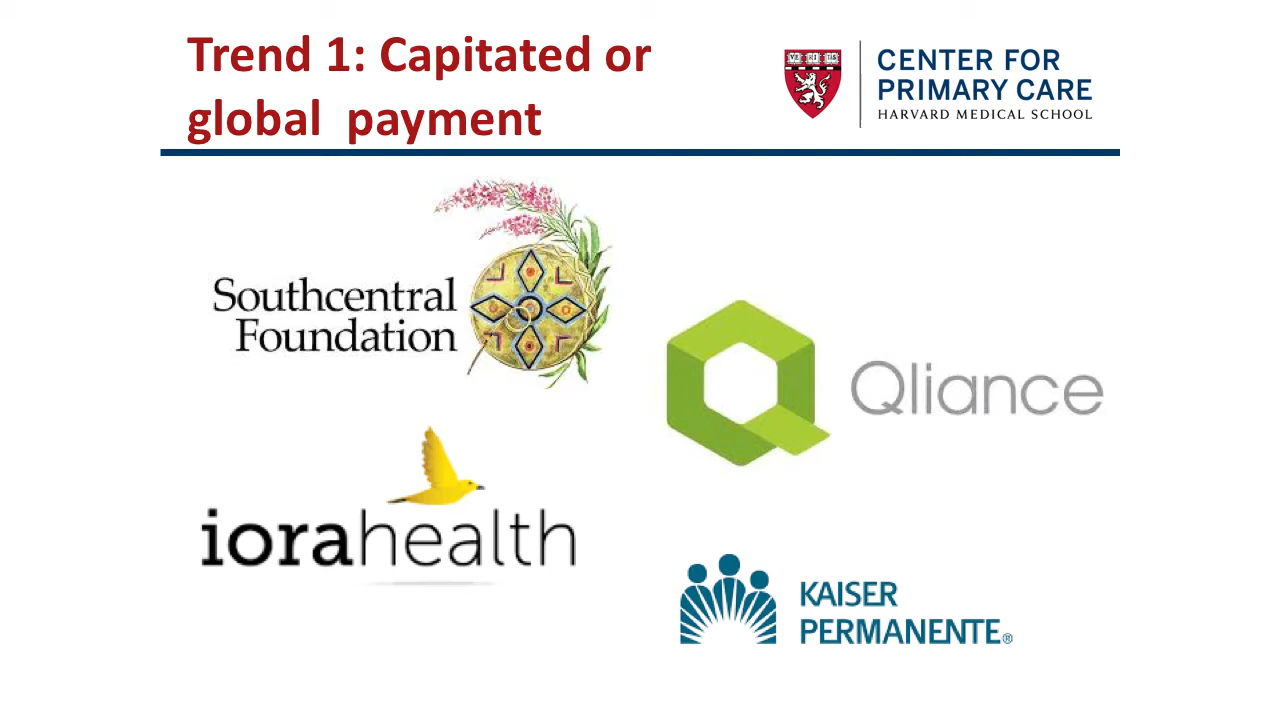 Trend 1: Capitated or
global payment
CENTER FOR
PRIMARY CARE
HARVARD MEDICAL SCHOOL
Southcentral
Foundation
Qliance
iorahealth
KAISER
PERMANENTE®